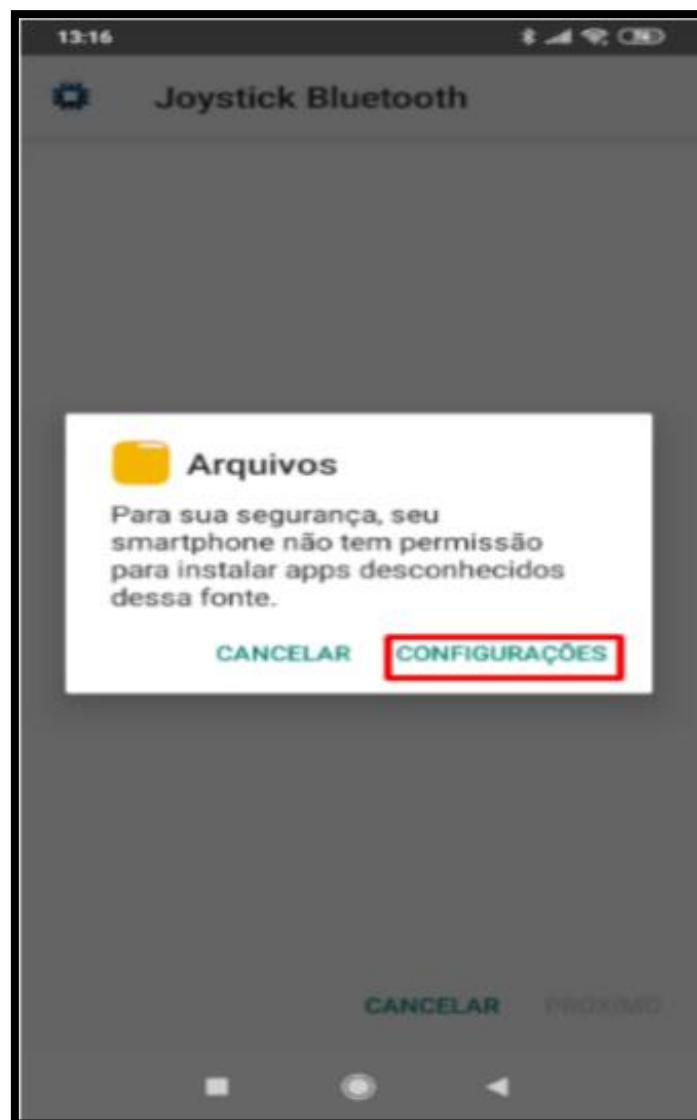 13:16
Joystick Bluetooth
Arquivos
Para sua segurança, seu
smartphone não tem permissão
para instalar apps desconhecidos
dessa fonte.
CANCELAR CONFIGURAÇÕES
CANCELAR PRÓXIMO